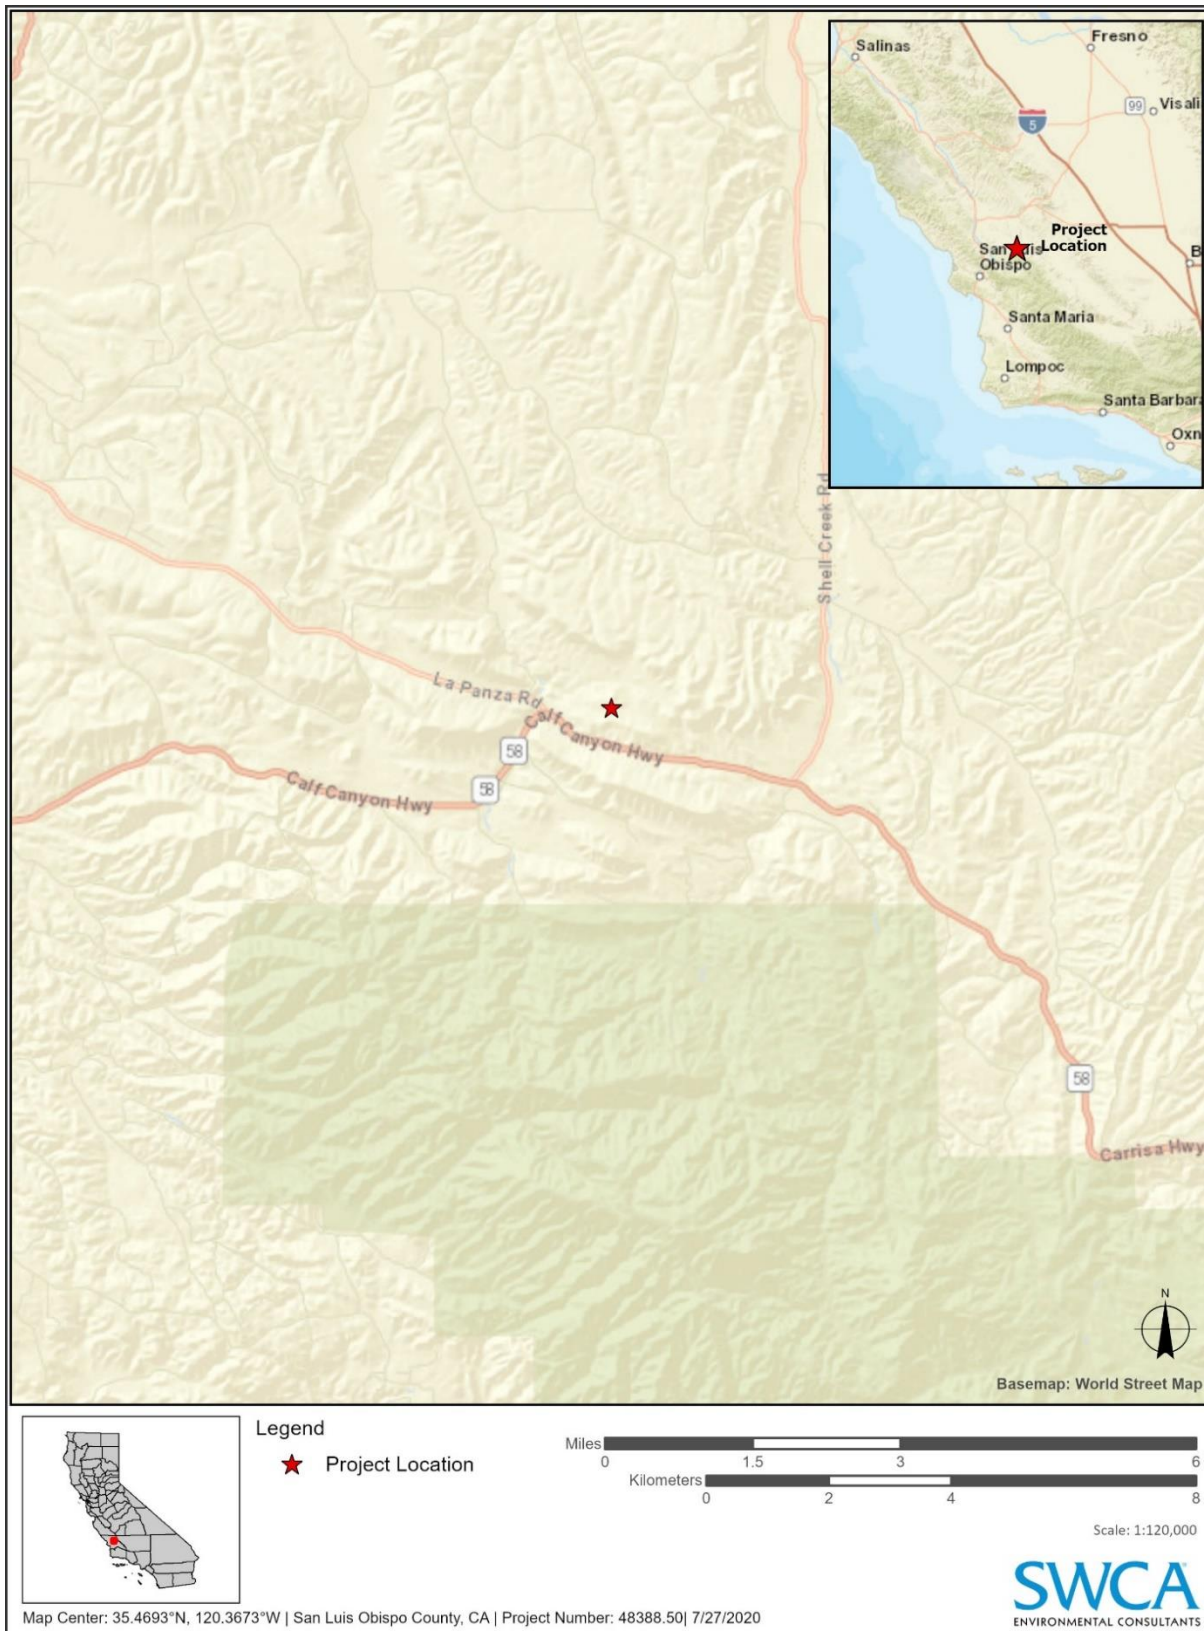 Salinas
Fresno
99
Visali
5
Project
Location
San Luis
Obispo
B
Santa Maria
Lompoc
Santa Barbara
Oxn
Shell Creek Rd
La Panza Rd
Calf Canyon Hwy
58
58
Calf Canyon Hwy
58
Carrisa Hwy
N
Basemap: World Street Map
Legend
Project Location
Miles
0 1.5 3 6
Kilometers
0 2 4 8
Scale: 1:120,000
SWCA
ENVIRONMENTAL CONSULTANTS
Map Center: 35.4693°N, 120.3673°W | San Luis Obispo County, CA | Project Number: 48388.50| 7/27/2020